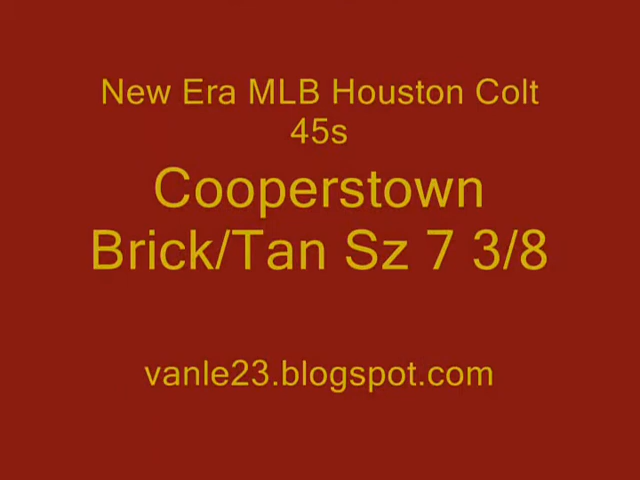 New Era MLB Houston Colt
45s
Cooperstown
Brick/Tan Sz 7 3/8
vanle23.blogspot.com